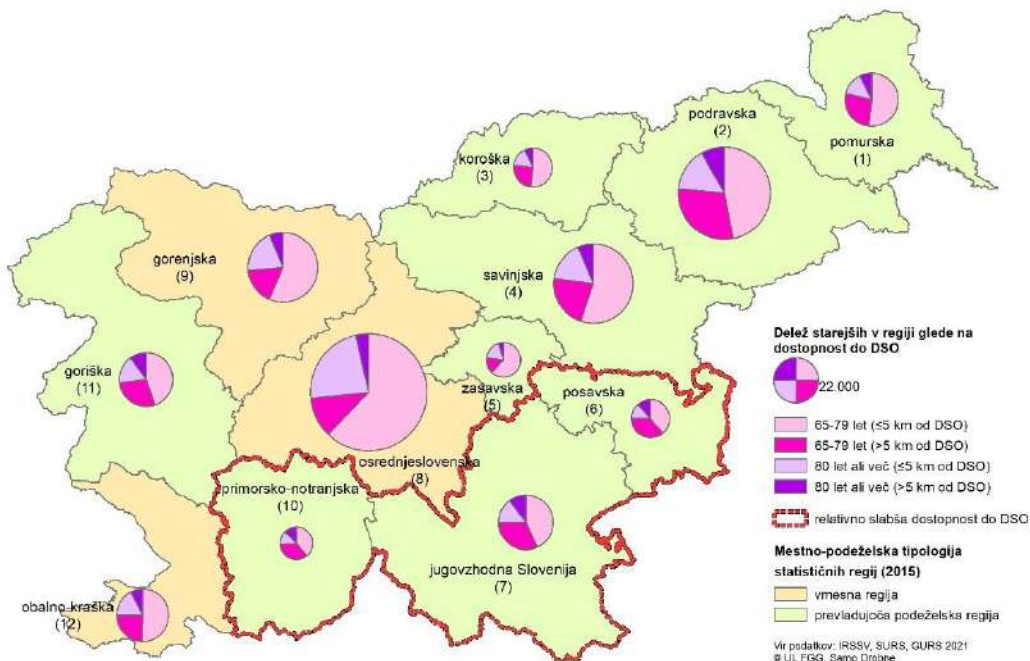 podravska
(2)
pomurska
(1)
koroška
(3)
gorenjska
(9)
savinjska
(4)
goriška
(11)
zasavska
(5)
posavska
(6)
osrednjeslovenska
(8)
primorsko-notranjska
(10)
jugovzhodna Slovenija
(7)
obalno kraška
(12)
Delež starejših v regiji glede na
dostopnost do DSO
22.000
65-79 let (≤5 km od DSO)
65-79 let (>5 km od DSO)
80 let ali več (≤5 km od DSO)
80 let ali več (>5 km od DSO)
relativno slabša dostopnost do DSO
Mestno-podeželska tipologija
statističnih regij (2015)
vmesna regija
prevladujoča podeželska regija
Vir podatkov: IRSSV, SURS, GURS 2021
© UL FGG, Samo Drobne